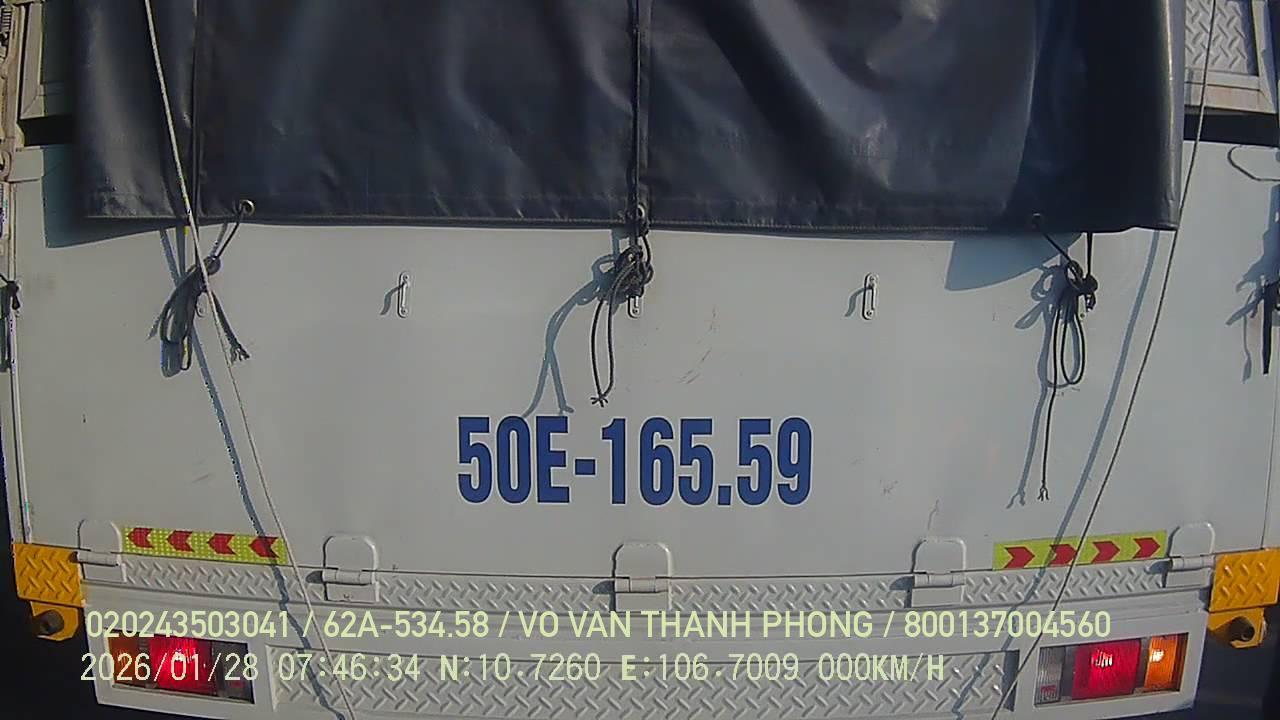 50E-165.59
020243503041 / 62A-534.58 / VO VAN THANH PHONG / 800137004560
2026/01/28 07:46:34 N:10.7260 E:106.7009 000KM/H